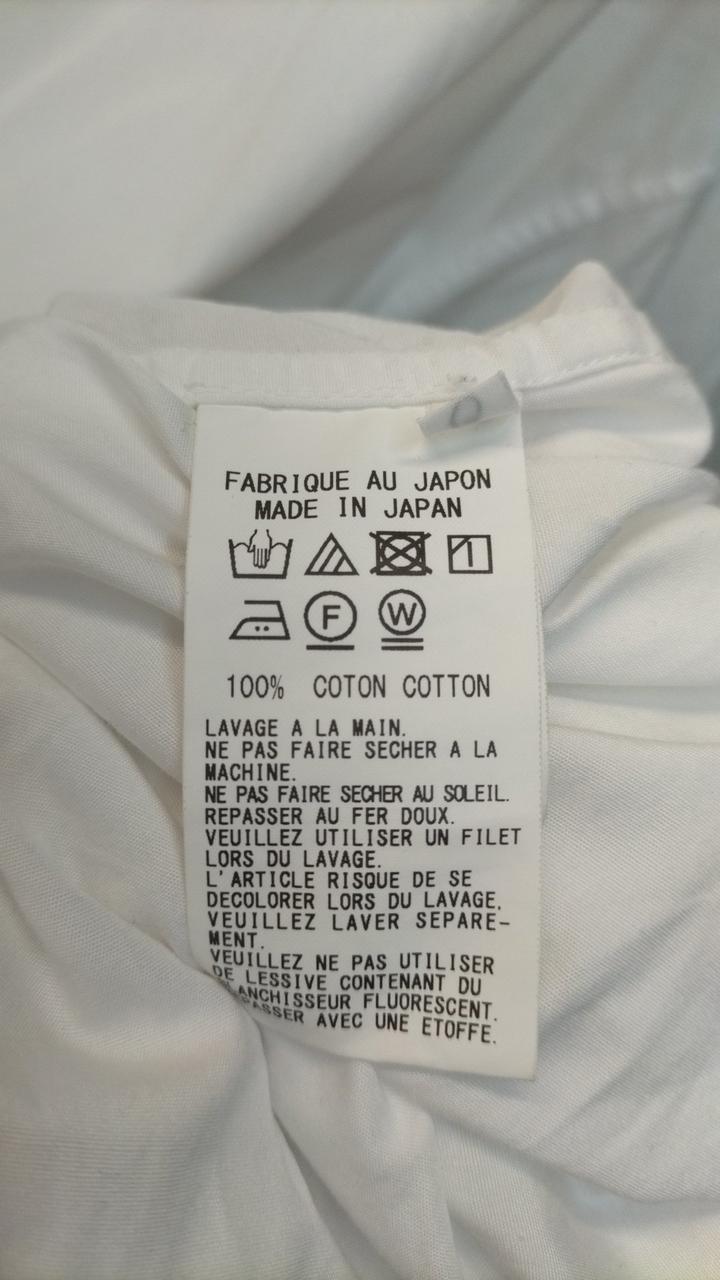 FABRIQUE AU JAPON
MADE IN JAPAN
F W
100% COTON COTTON
LAVAGE A LA MAIN.
NE PAS FAIRE SECHER A LA
MACHINE.
NE PAS FAIRE SECHER AU SOLEIL.
REPASSER AU FER DOUX.
VEUILLEZ UTILISER UN FILET
LORS DU LAVAGE.
L'ARTICLE RISQUE DE SE
DECOLORER LORS DU LAVAGE.
VEUILLEZ LAVER SEPARE-
MENT.
VEUILLEZ NE PAS UTILISER
DE LESSIVE CONTENANT DU
BLANCHISSEUR FLUORESCENT.
REPASSER AVEC UNE ETOFFE.